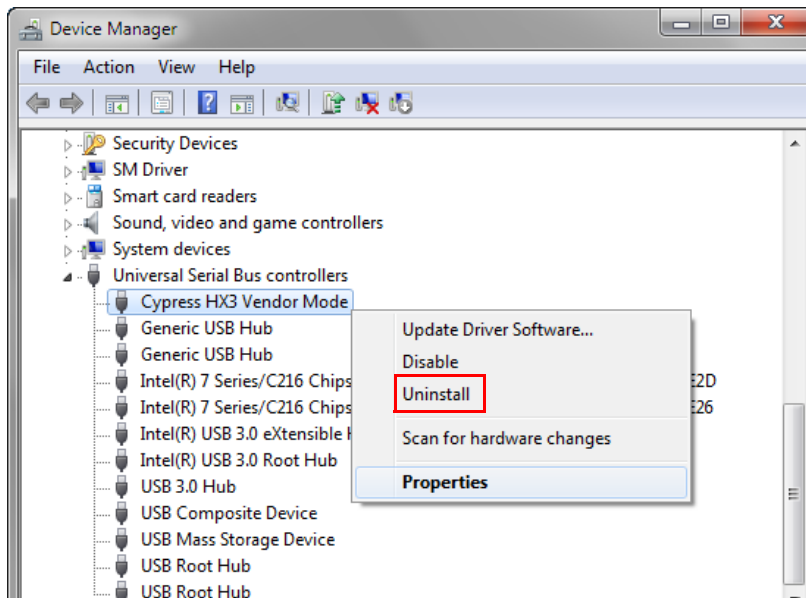 Device Manager
File Action View Help
Security Devices
SM Driver
Smart card readers
Sound, video and game controllers
System devices
Universal Serial Bus controllers
Cypress HX3 Vendor Mode
Generic USB Hub
Generic USB Hub
Intel(R) 7 Series/C216 Chips E2D
Intel(R) 7 Series/C216 Chips E26
Intel(R) USB 3.0 eXtensible
Intel(R) USB 3.0 Root Hub
USB 3.0 Hub
USB Composite Device
USB Mass Storage Device
USB Root Hub
USB Root Hub
Update Driver Software...
Disable
Uninstall
Scan for hardware changes
Properties